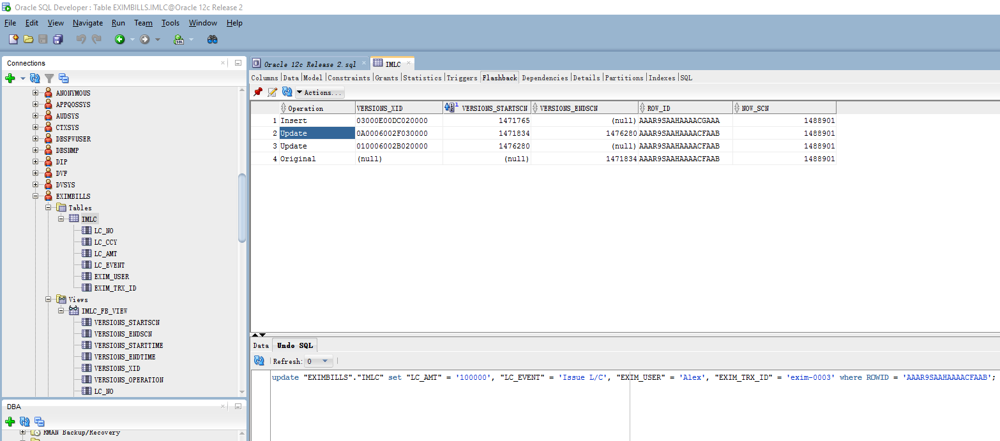 Oracle SQL Developer : Table EXIMBILLS.IMLC@Oracle 12c Release 2
File Edit View Navigate Run Team Tools Window Help
Connections
ANONYMOUS
APPQOSSYS
AUDSYS
CTXSYS
DBSFWUSER
DBSNMP
DIP
DVF
DVSYS
EXIMBILLS
Tables
IMLC
LC_NO
LC_CCY
LC_AMT
LC_EVENT
EXIM_USER
EXIM_TRX_ID
Views
IMLC_FB_VIEW
VERSIONS_STARTSCN
VERSIONS_ENDSCN
VERSIONS_STARTTIME
VERSIONS_ENDTIME
VERSIONS_XID
VERSIONS_OPERATION
LC_NO
DBA
RMAN Backup/Recovery
Oracle 12c Release 2.sql IMLC
Columns Data Model Constraints Grants Statistics Triggers Flashback Dependencies Details Partitions Indexes SQL
Actions...
Operation VERSIONS_XID VERSIONS_STARTSCN VERSIONS_ENDSCN ROW_ID NOW_SCN
1 Insert 03000E00DC020000 1471765 (null) AAAR9SAAHAAAACGAAA 1488901
2 Update 0A0006002F030000 1471834 1476280 AAAR9SAAHAAAACFAAB 1488901
3 Update 010006002B020000 1476280 (null) AAAR9SAAHAAAACFAAB 1488901
4 Original (null) (null) 1471834 AAAR9SAAHAAAACFAAB 1488901
Data Undo SQL
Refresh: 0
update "EXIMBILLS"."IMLC" set "LC_AMT" = '100000', "LC_EVENT" = 'Issue L/C', "EXIM_USER" = 'Alex', "EXIM_TRX_ID" = 'exim-0003' where ROWID = 'AAAR9SAAHAAAACFAAB';